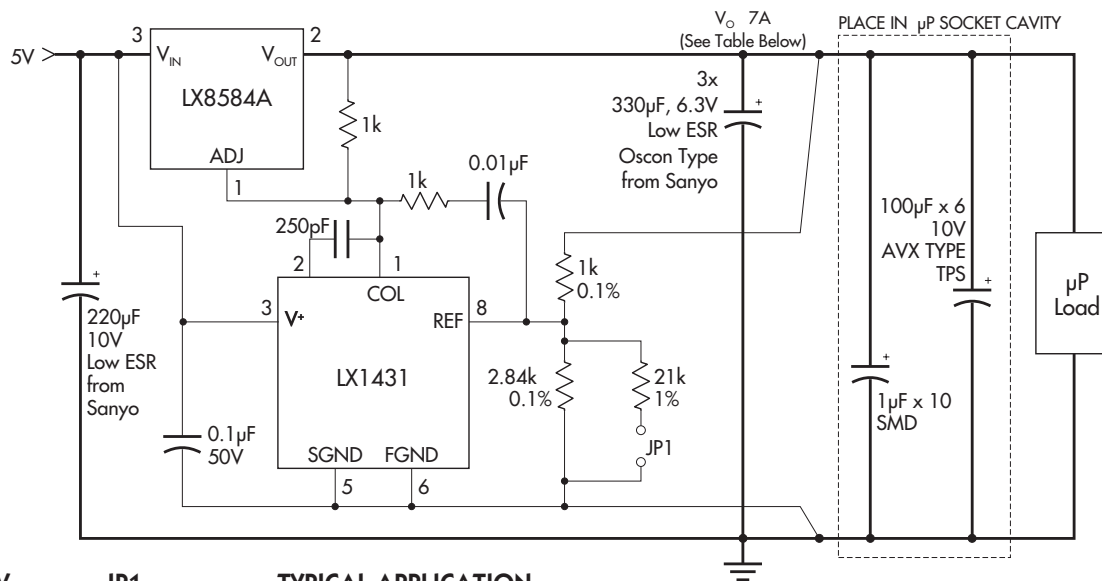 V_O 7A
PLACE IN µP SOCKET CAVITY
(See Table Below)
5V
3
V_IN
V_OUT
2
LX8584A
ADJ
1
1k
3x
330µF, 6.3V
Low ESR
Oscon Type
from Sanyo
+
1k
0.01µF
250pF
2
1
COL
3
V+
REF
8
LX1431
SGND
FGND
5
6
+
220µF
10V
Low ESR
from
Sanyo
0.1µF
50V
1k
0.1%
2.84k
0.1%
21k
1%
JP1
100µF x 6
10V
AVX TYPE
TPS
+
+
1µF x 10
SMD
µP
Load